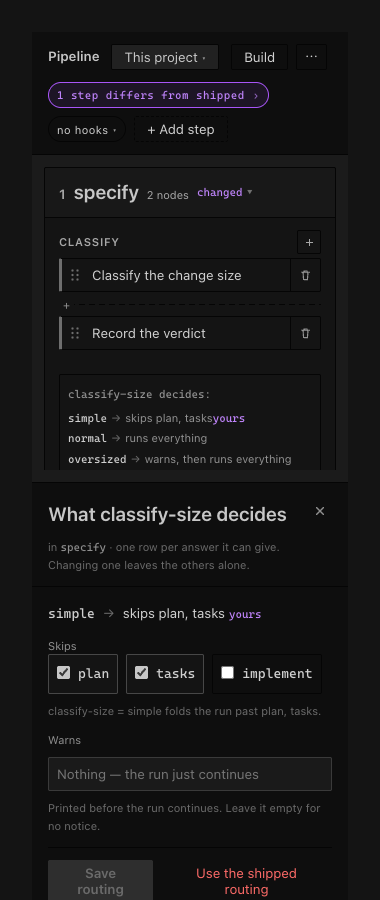 Pipeline This project · Build ···
1 step differs from shipped ›
no hooks ▾ + Add step
1 specify 2 nodes changed ▾
CLASSIFY +
Classify the change size
+
Record the verdict
classify-size decides:
simple → skips plan, tasksyours
normal → runs everything
oversized → warns, then runs everything
What classify-size decides ×
in specify · one row per answer it can give.
Changing one leaves the others alone.
simple → skips plan, tasks yours
Skips
plan tasks implement
classify-size = simple folds the run past plan, tasks.
Warns
Nothing — the run just continues
Printed before the run continues. Leave it empty for
no notice.
Save routing
Use the shipped routing